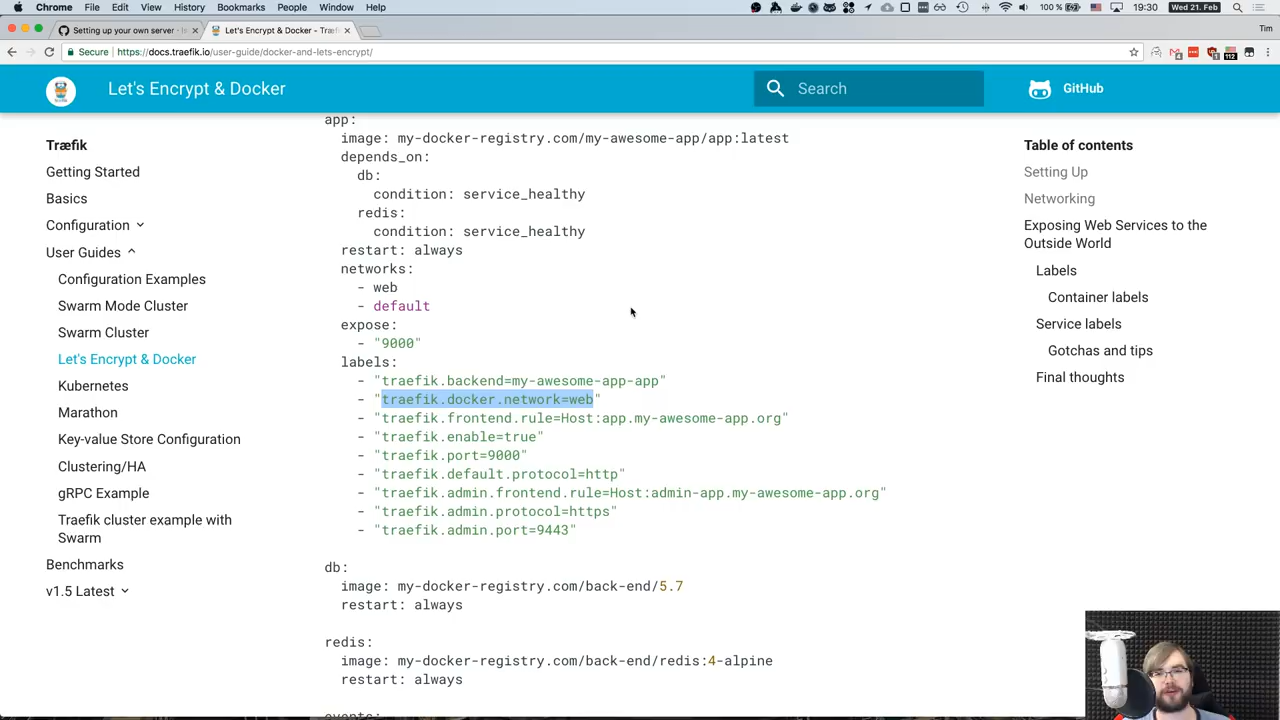 Chrome File Edit View History Bookmarks People Window Help 100 % 19:30 Wed 21. Feb
Setting up your own server · Is
Let's Encrypt & Docker - Træfi
Tim
Secure https://docs.traefik.io/user-guide/docker-and-lets-encrypt/
4
112
Let's Encrypt & Docker
Search
GitHub
Træfik
Getting Started
Basics
Configuration
User Guides
Configuration Examples
Swarm Mode Cluster
Swarm Cluster
Let's Encrypt & Docker
Kubernetes
Marathon
Key-value Store Configuration
Clustering/HA
gRPC Example
Traefik cluster example with
Swarm
Benchmarks
v1.5 Latest
app:
image: my-docker-registry.com/my-awesome-app/app:latest
depends_on:
db:
condition: service_healthy
redis:
condition: service_healthy
restart: always
networks:
- web
- default
expose:
- "9000"
labels:
- "traefik.backend=my-awesome-app-app"
- "traefik.docker.network=web"
- "traefik.frontend.rule=Host:app.my-awesome-app.org"
- "traefik.enable=true"
- "traefik.port=9000"
- "traefik.default.protocol=http"
- "traefik.admin.frontend.rule=Host:admin-app.my-awesome-app.org"
- "traefik.admin.protocol=https"
- "traefik.admin.port=9443"
db:
image: my-docker-registry.com/back-end/5.7
restart: always
redis:
image: my-docker-registry.com/back-end/redis:4-alpine
restart: always
events:
Table of contents
Setting Up
Networking
Exposing Web Services to the
Outside World
Labels
Container labels
Service labels
Gotchas and tips
Final thoughts